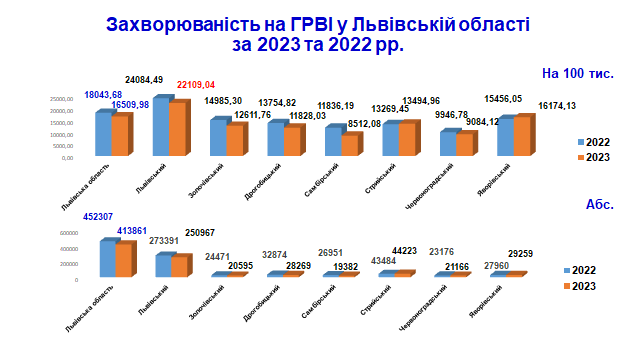 Захворюваність на ГРВІ у Львівській області
за 2023 та 2022 рр.
На 100 тис.
24084,49
22109,04
18043,68
16509,98
14985,30
12611,76
13754,82
11828,03
11836,19
8512,08
13269,45
13494,96
9946,78
9084,12
15456,05
16174,13
25000,00
20000,00
15000,00
10000,00
5000,00
0,00
2022
2023
Львівська область
Львівський
Золочівський
Дрогобицький
Самбірський
Стрийський
Червоноградський
Яворівський
Абс.
452307
413861
273391
250967
24471
20595
32874
28269
26951
19382
43484
44223
23176
21166
27960
29259
600000
400000
200000
0
2022
2023
Львівська область
Львівський
Золочівський
Дрогобицький
Самбірський
Стрийський
Червоноградський
Яворівський